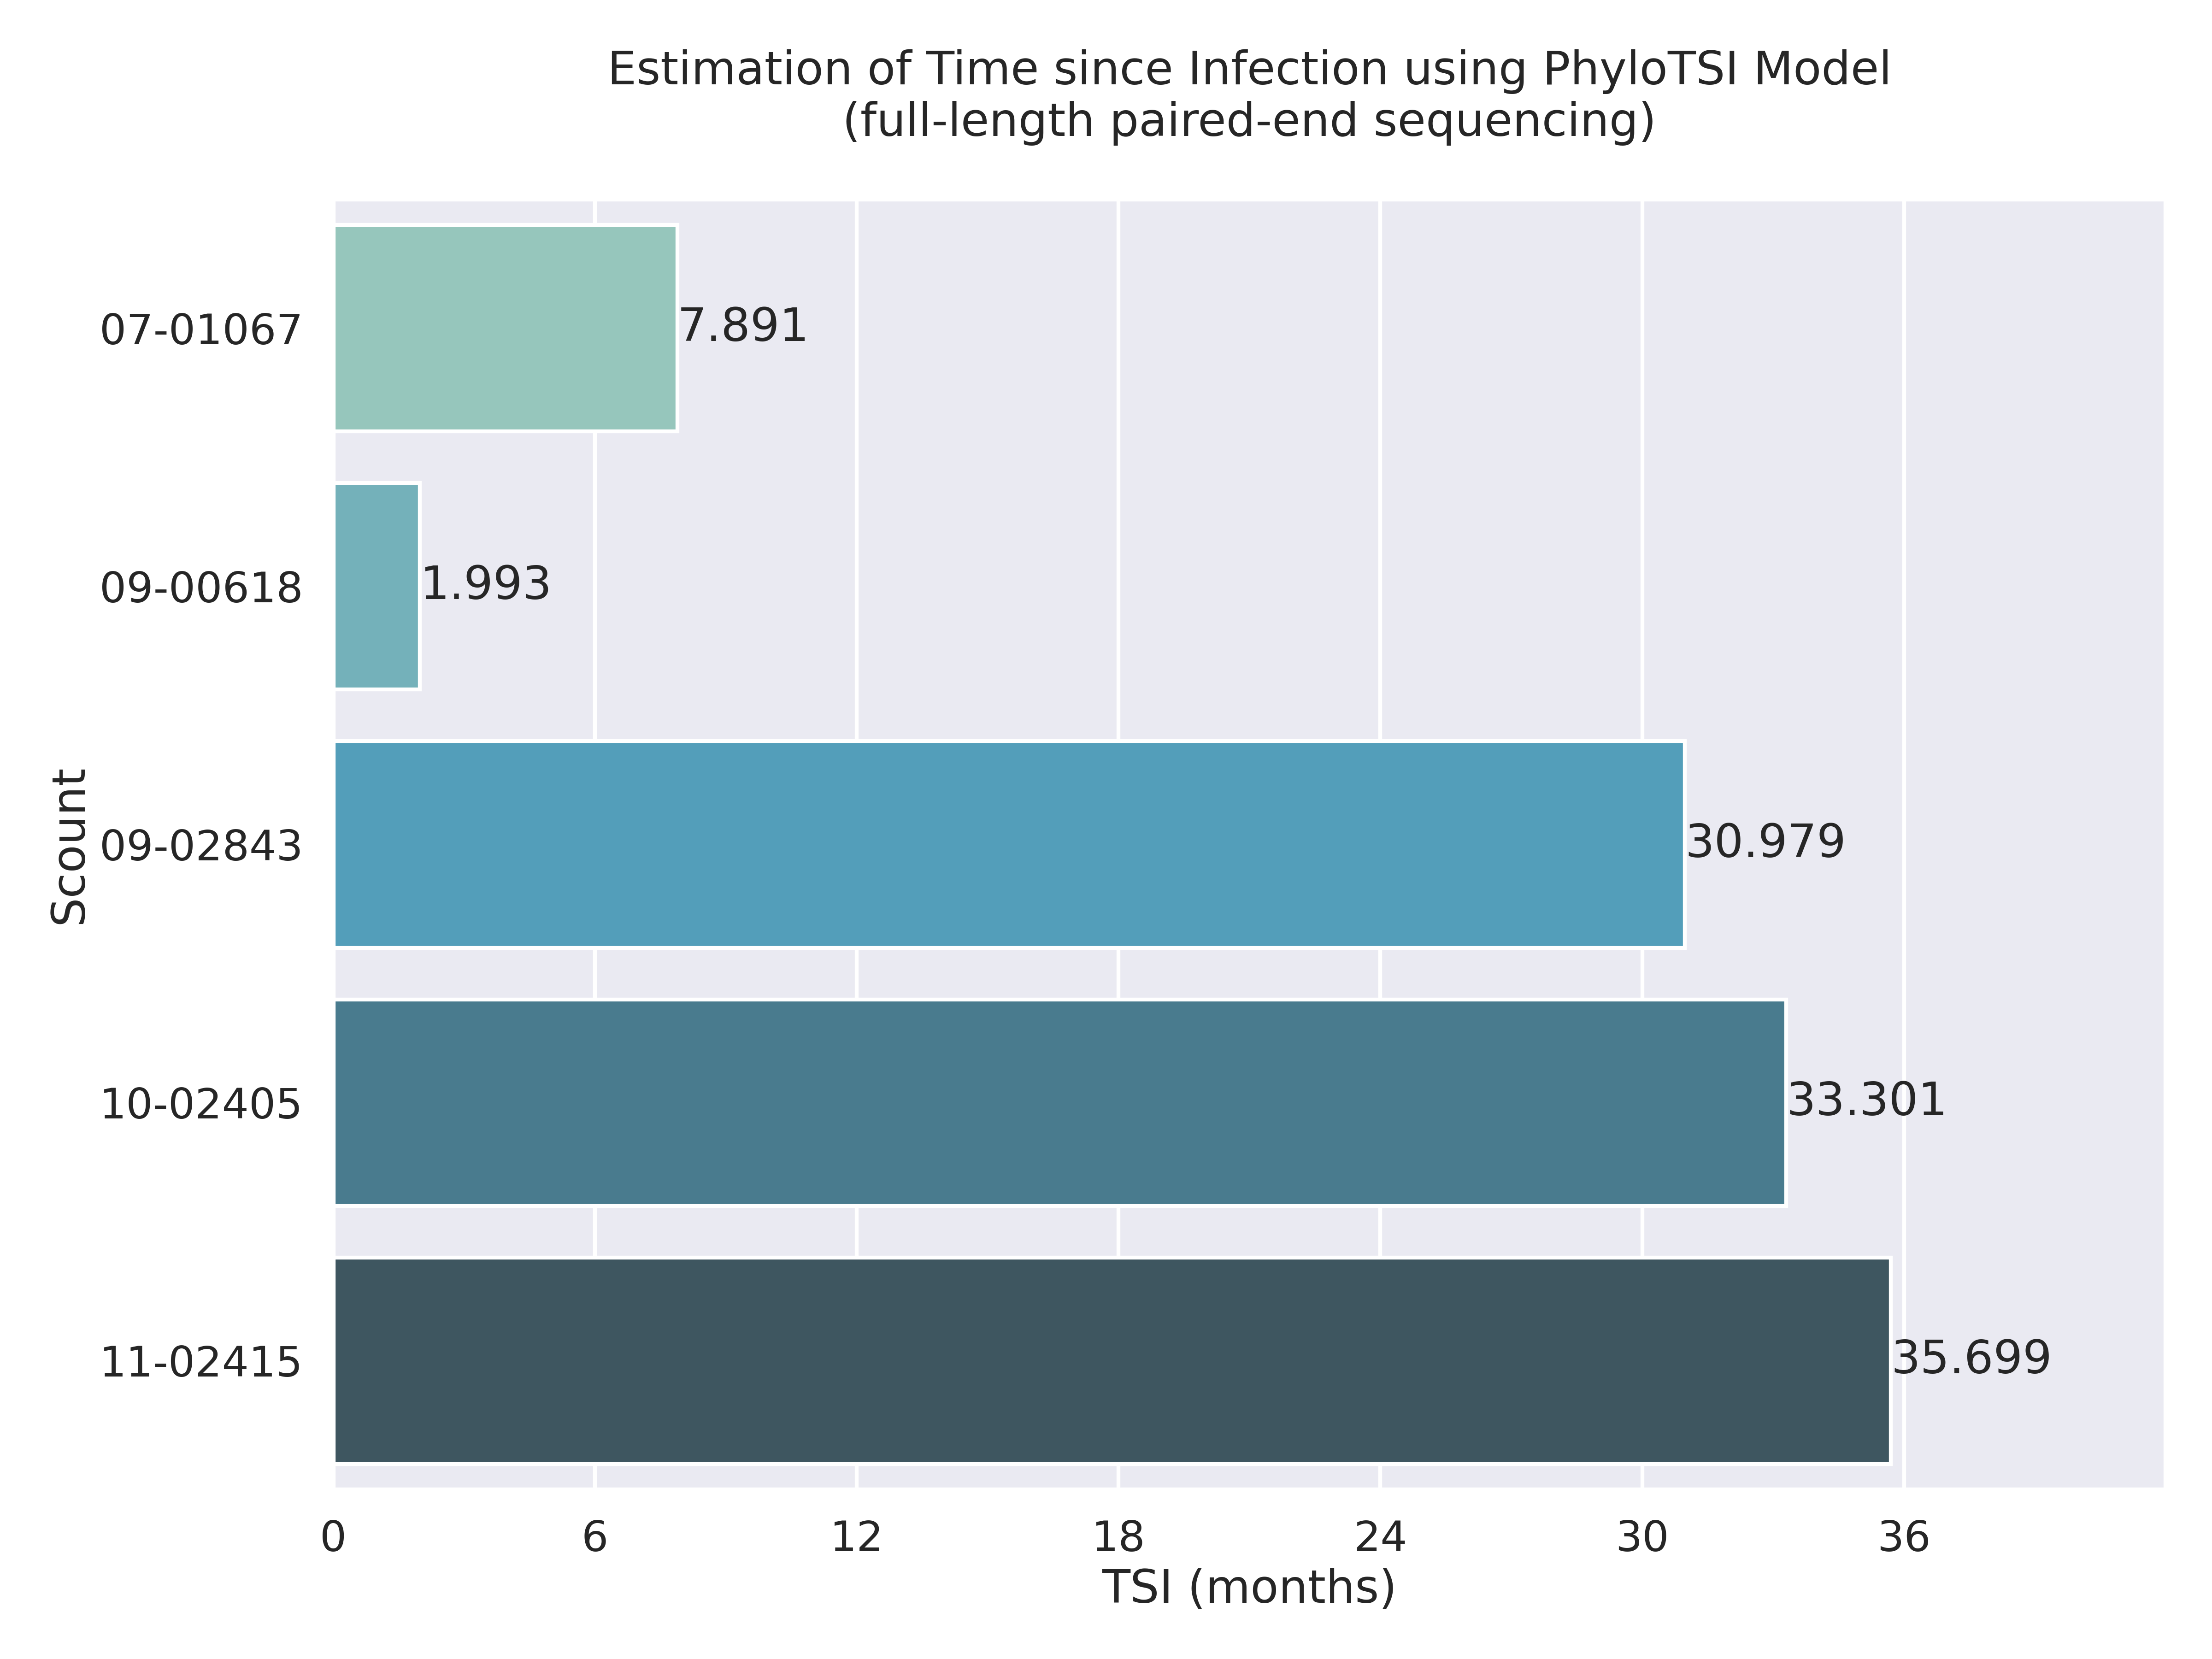 Estimation of Time since Infection using PhyloTSI Model
(full-length paired-end sequencing)
07-01067
7.891
09-00618
1.993
Scount
09-02843
30.979
10-02405
33.301
11-02415
35.699
0 6 12 18 24 30 36
TSI (months)